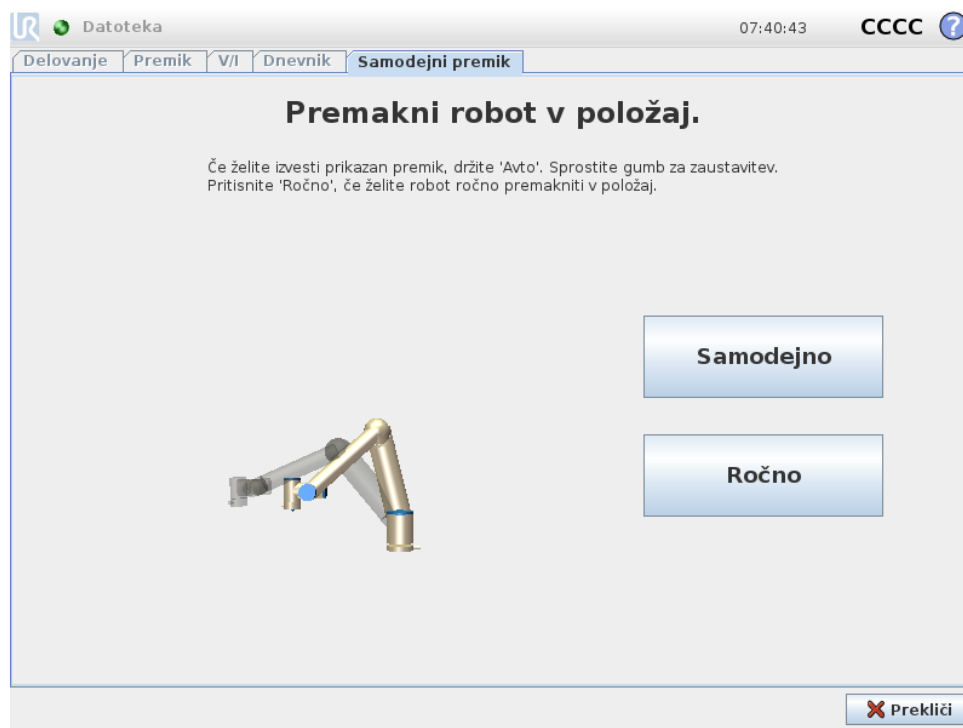 UR Datoteka 07:40:43 CCCC ?
Delovanje Premik V/I Dnevnik Samodejni premik
Premakni robot v položaj.
Če želite izvesti prikazan premik, držite 'Avto'. Sprostite gumb za zaustavitev.
Pritisnite 'Ročno', če želite robot ročno premakniti v položaj.
Samodejno
Ročno
Prekliči